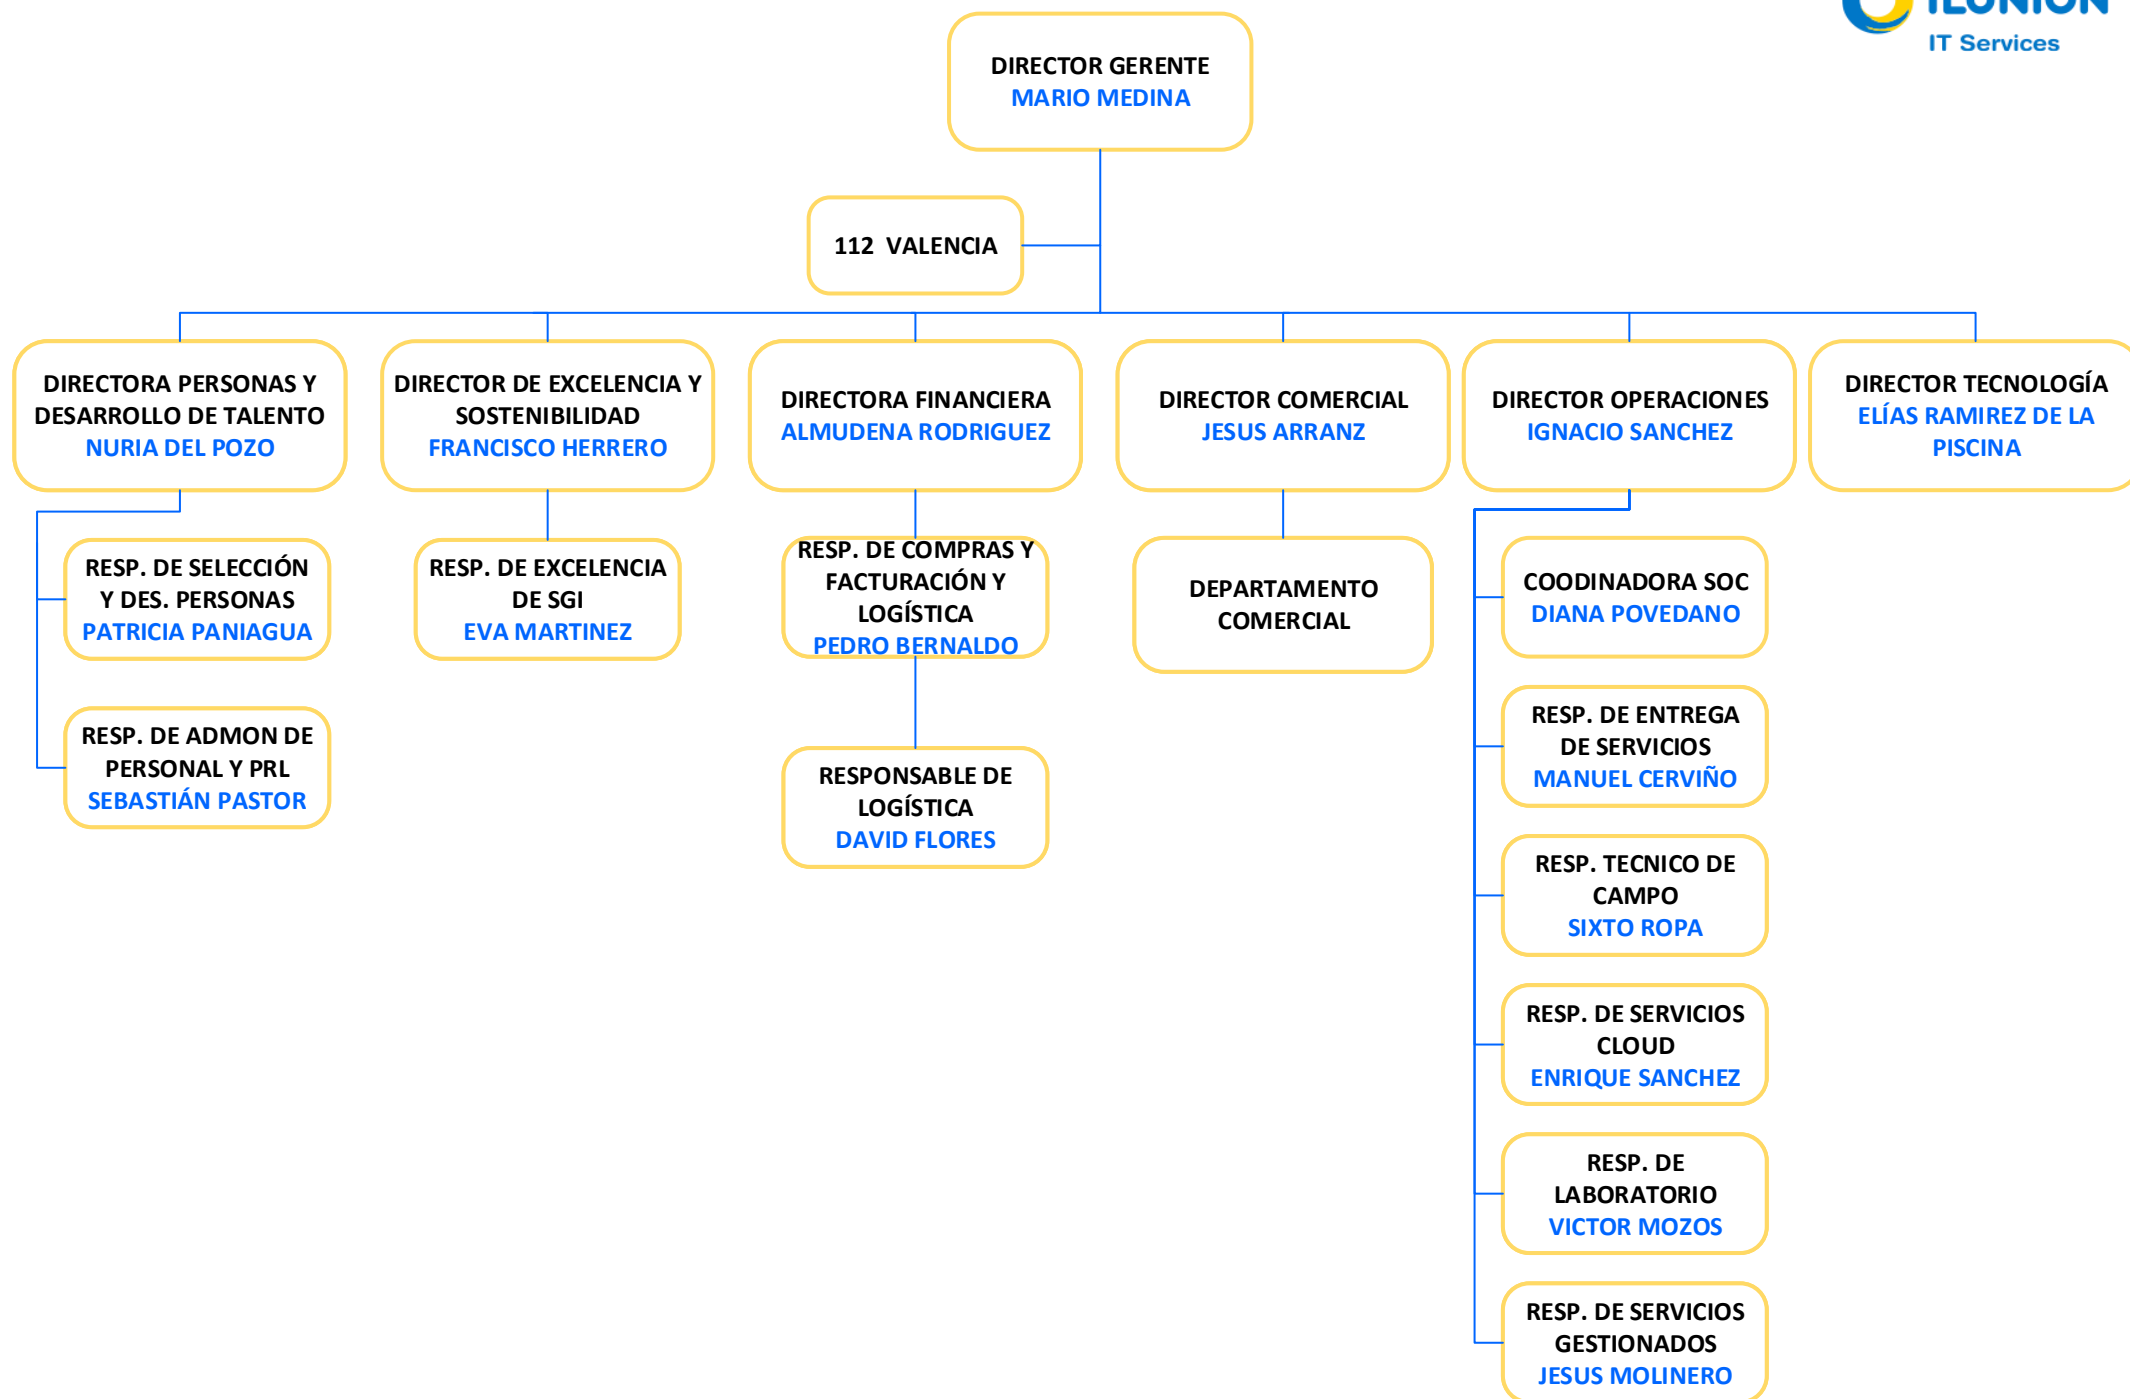 ILUNION
IT Services
DIRECTOR GERENTE
MARIO MEDINA
112 VALENCIA
DIRECTORA PERSONAS Y
DESARROLLO DE TALENTO
NURIA DEL POZO
DIRECTOR DE EXCELENCIA Y
SOSTENIBILIDAD
FRANCISCO HERRERO
DIRECTORA FINANCIERA
ALMUDENA RODRIGUEZ
DIRECTOR COMERCIAL
JESUS ARRANZ
DIRECTOR OPERACIONES
IGNACIO SANCHEZ
DIRECTOR TECNOLOGÍA
ELÍAS RAMIREZ DE LA
PISCINA
RESP. DE SELECCIÓN
Y DES. PERSONAS
PATRICIA PANIAGUA
RESP. DE ADMON DE
PERSONAL Y PRL
SEBASTIÁN PASTOR
RESP. DE EXCELENCIA
DE SGI
EVA MARTINEZ
RESP. DE COMPRAS Y
FACTURACIÓN Y
LOGÍSTICA
PEDRO BERNALDO
RESPONSABLE DE
LOGÍSTICA
DAVID FLORES
DEPARTAMENTO
COMERCIAL
COODINADORA SOC
DIANA POVEDANO
RESP. DE ENTREGA
DE SERVICIOS
MANUEL CERVIÑO
RESP. TECNICO DE
CAMPO
SIXTO ROPA
RESP. DE SERVICIOS
CLOUD
ENRIQUE SANCHEZ
RESP. DE
LABORATORIO
VICTOR MOZOS
RESP. DE SERVICIOS
GESTIONADOS
JESUS MOLINERO